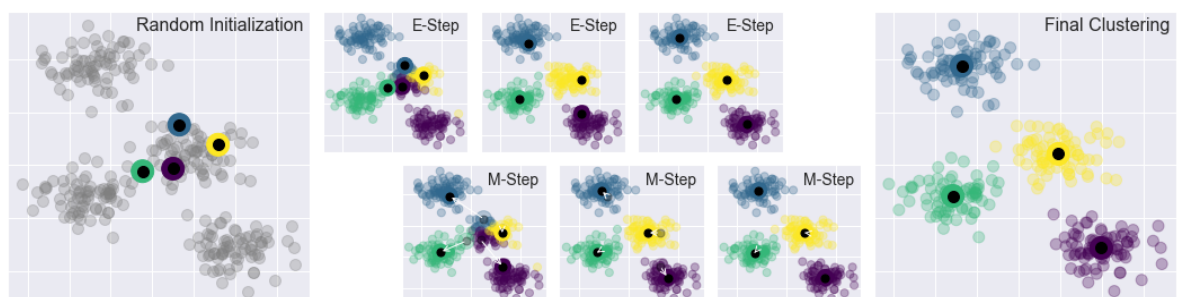 Random Initialization
E-Step
E-Step
E-Step
Final Clustering
M-Step
M-Step
M-Step